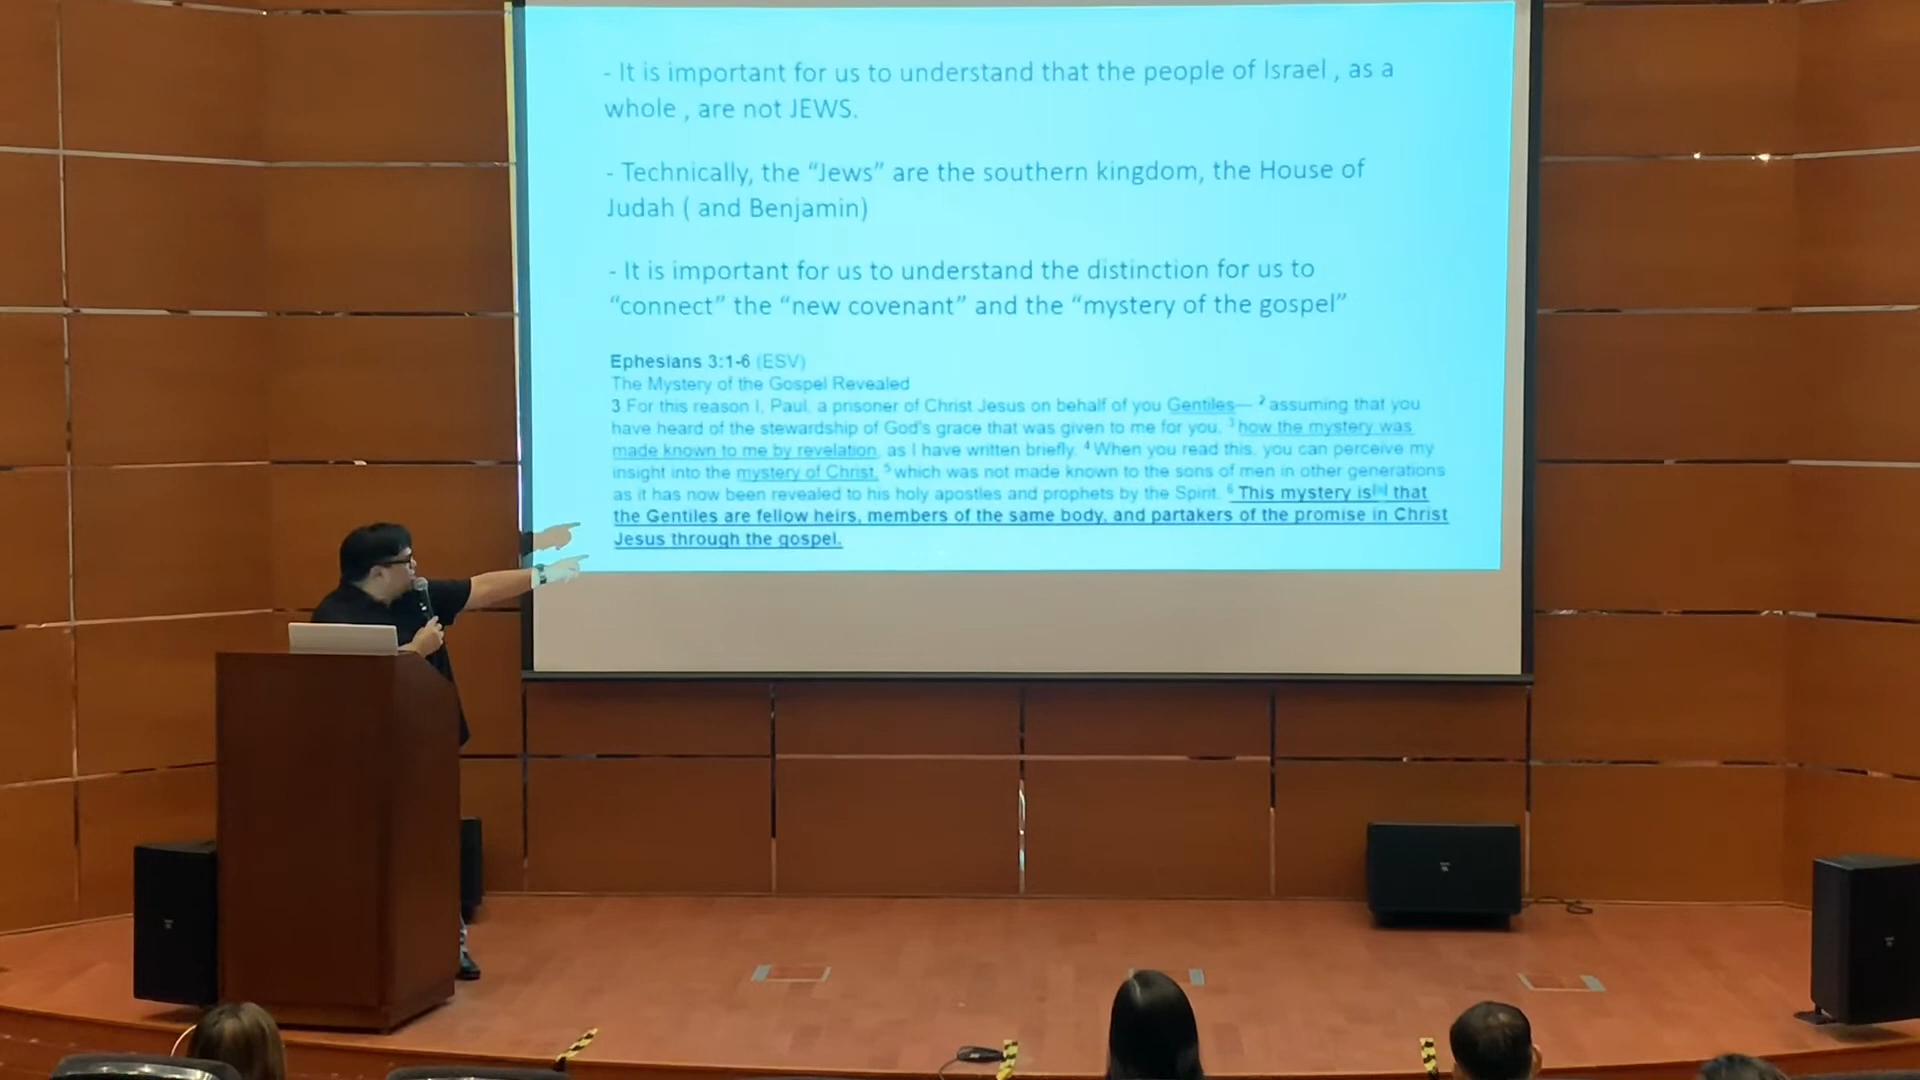 - It is important for us to understand that the people of Israel , as a
whole , are not JEWS.
- Technically, the “Jews” are the southern kingdom, the House of
Judah ( and Benjamin)
- It is important for us to understand the distinction for us to
“connect” the “new covenant” and the “mystery of the gospel”
Ephesians 3:1-6 (ESV)
The Mystery of the Gospel Revealed
3 For this reason I, Paul, a prisoner of Christ Jesus on behalf of you Gentiles— 2 assuming that you
have heard of the stewardship of God's grace that was given to me for you, 3 how the mystery was
made known to me by revelation, as I have written briefly. 4 When you read this, you can perceive my
insight into the mystery of Christ, 5 which was not made known to the sons of men in other generations
as it has now been revealed to his holy apostles and prophets by the Spirit. 6 This mystery is[a] that
the Gentiles are fellow heirs, members of the same body, and partakers of the promise in Christ
Jesus through the gospel.